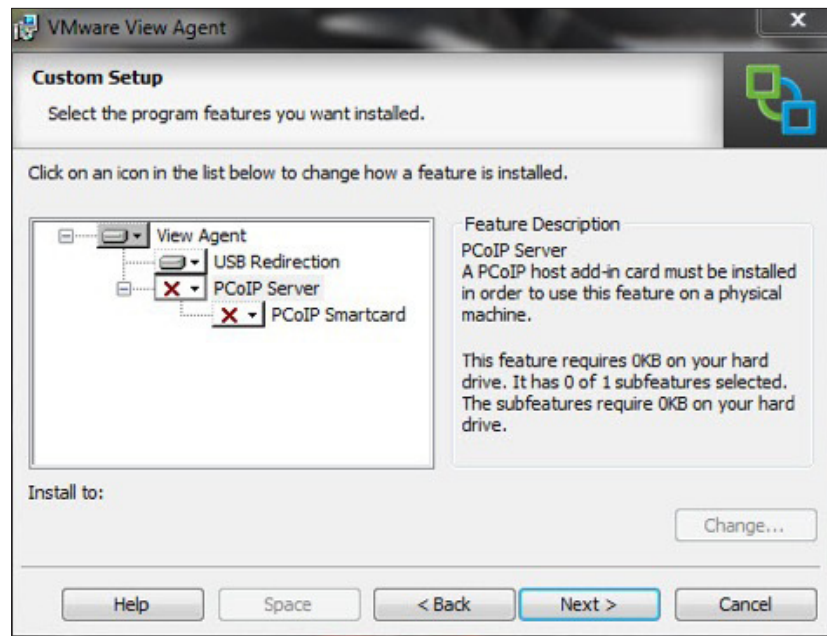 VMware View Agent
Custom Setup
Select the program features you want installed.
Click on an icon in the list below to change how a feature is installed.
View Agent
USB Redirection
PCoIP Server
PCoIP Smartcard
Feature Description
PCoIP Server
A PCoIP host add-in card must be installed
in order to use this feature on a physical
machine.
This feature requires 0KB on your hard
drive. It has 0 of 1 subfeatures selected.
The subfeatures require 0KB on your hard
drive.
Install to:
Change...
Help
Space
< Back
Next >
Cancel